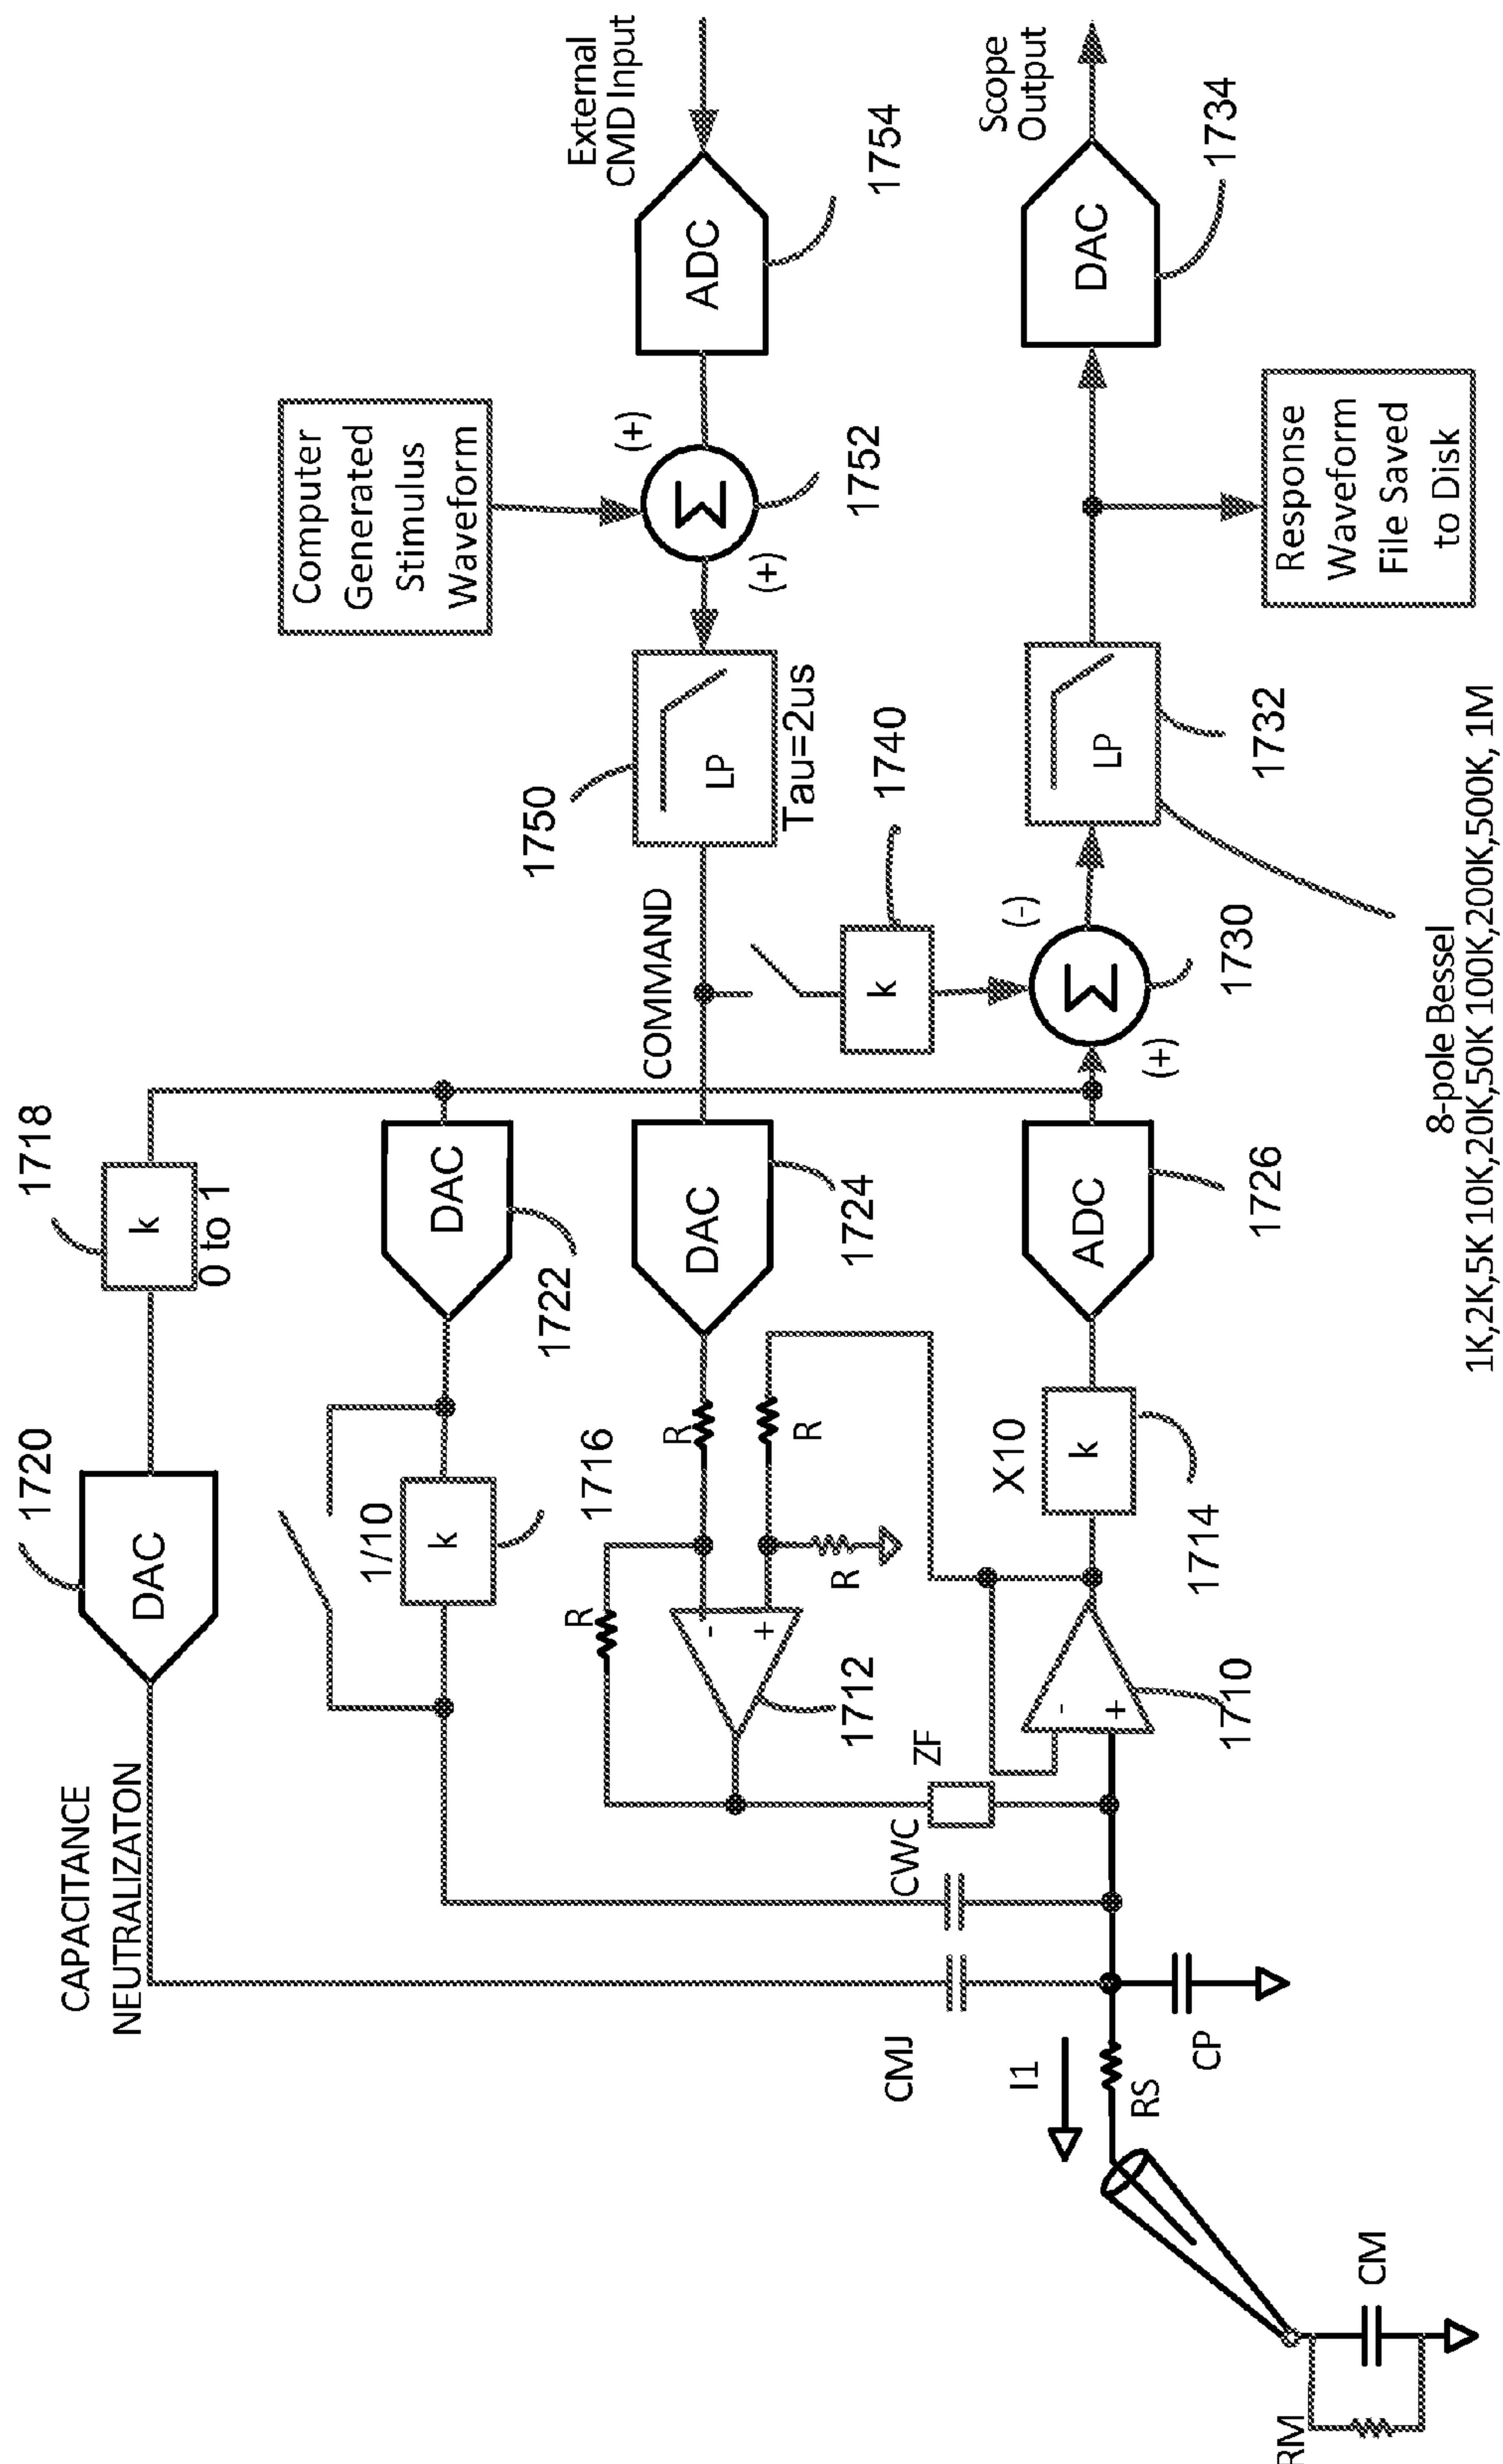 CAPACITANCE
NEUTRALIZATON
1720
DAC
1718
k
0 to 1
1/10
k
1716
DAC
1722
Computer
Generated
Stimulus
Waveform
External
CMD Input
R
R
R
R
-
+
1712
DAC
1724
COMMAND
1750
LP
Tau=2us
Σ
(+)
(+)
1752
ADC
1754
CMJ
CWC
ZF
1740
k
I1
RS
CP
-
+
1710
X10
k
1714
ADC
1726
Σ
(+)
(-)
1730
LP
1732
DAC
1734
Scope
Output
Response
Waveform
File Saved
to Disk
RM
CM
8-pole Bessel
1K,2K,5K 10K,20K,50K 100K,200K,500K, 1M